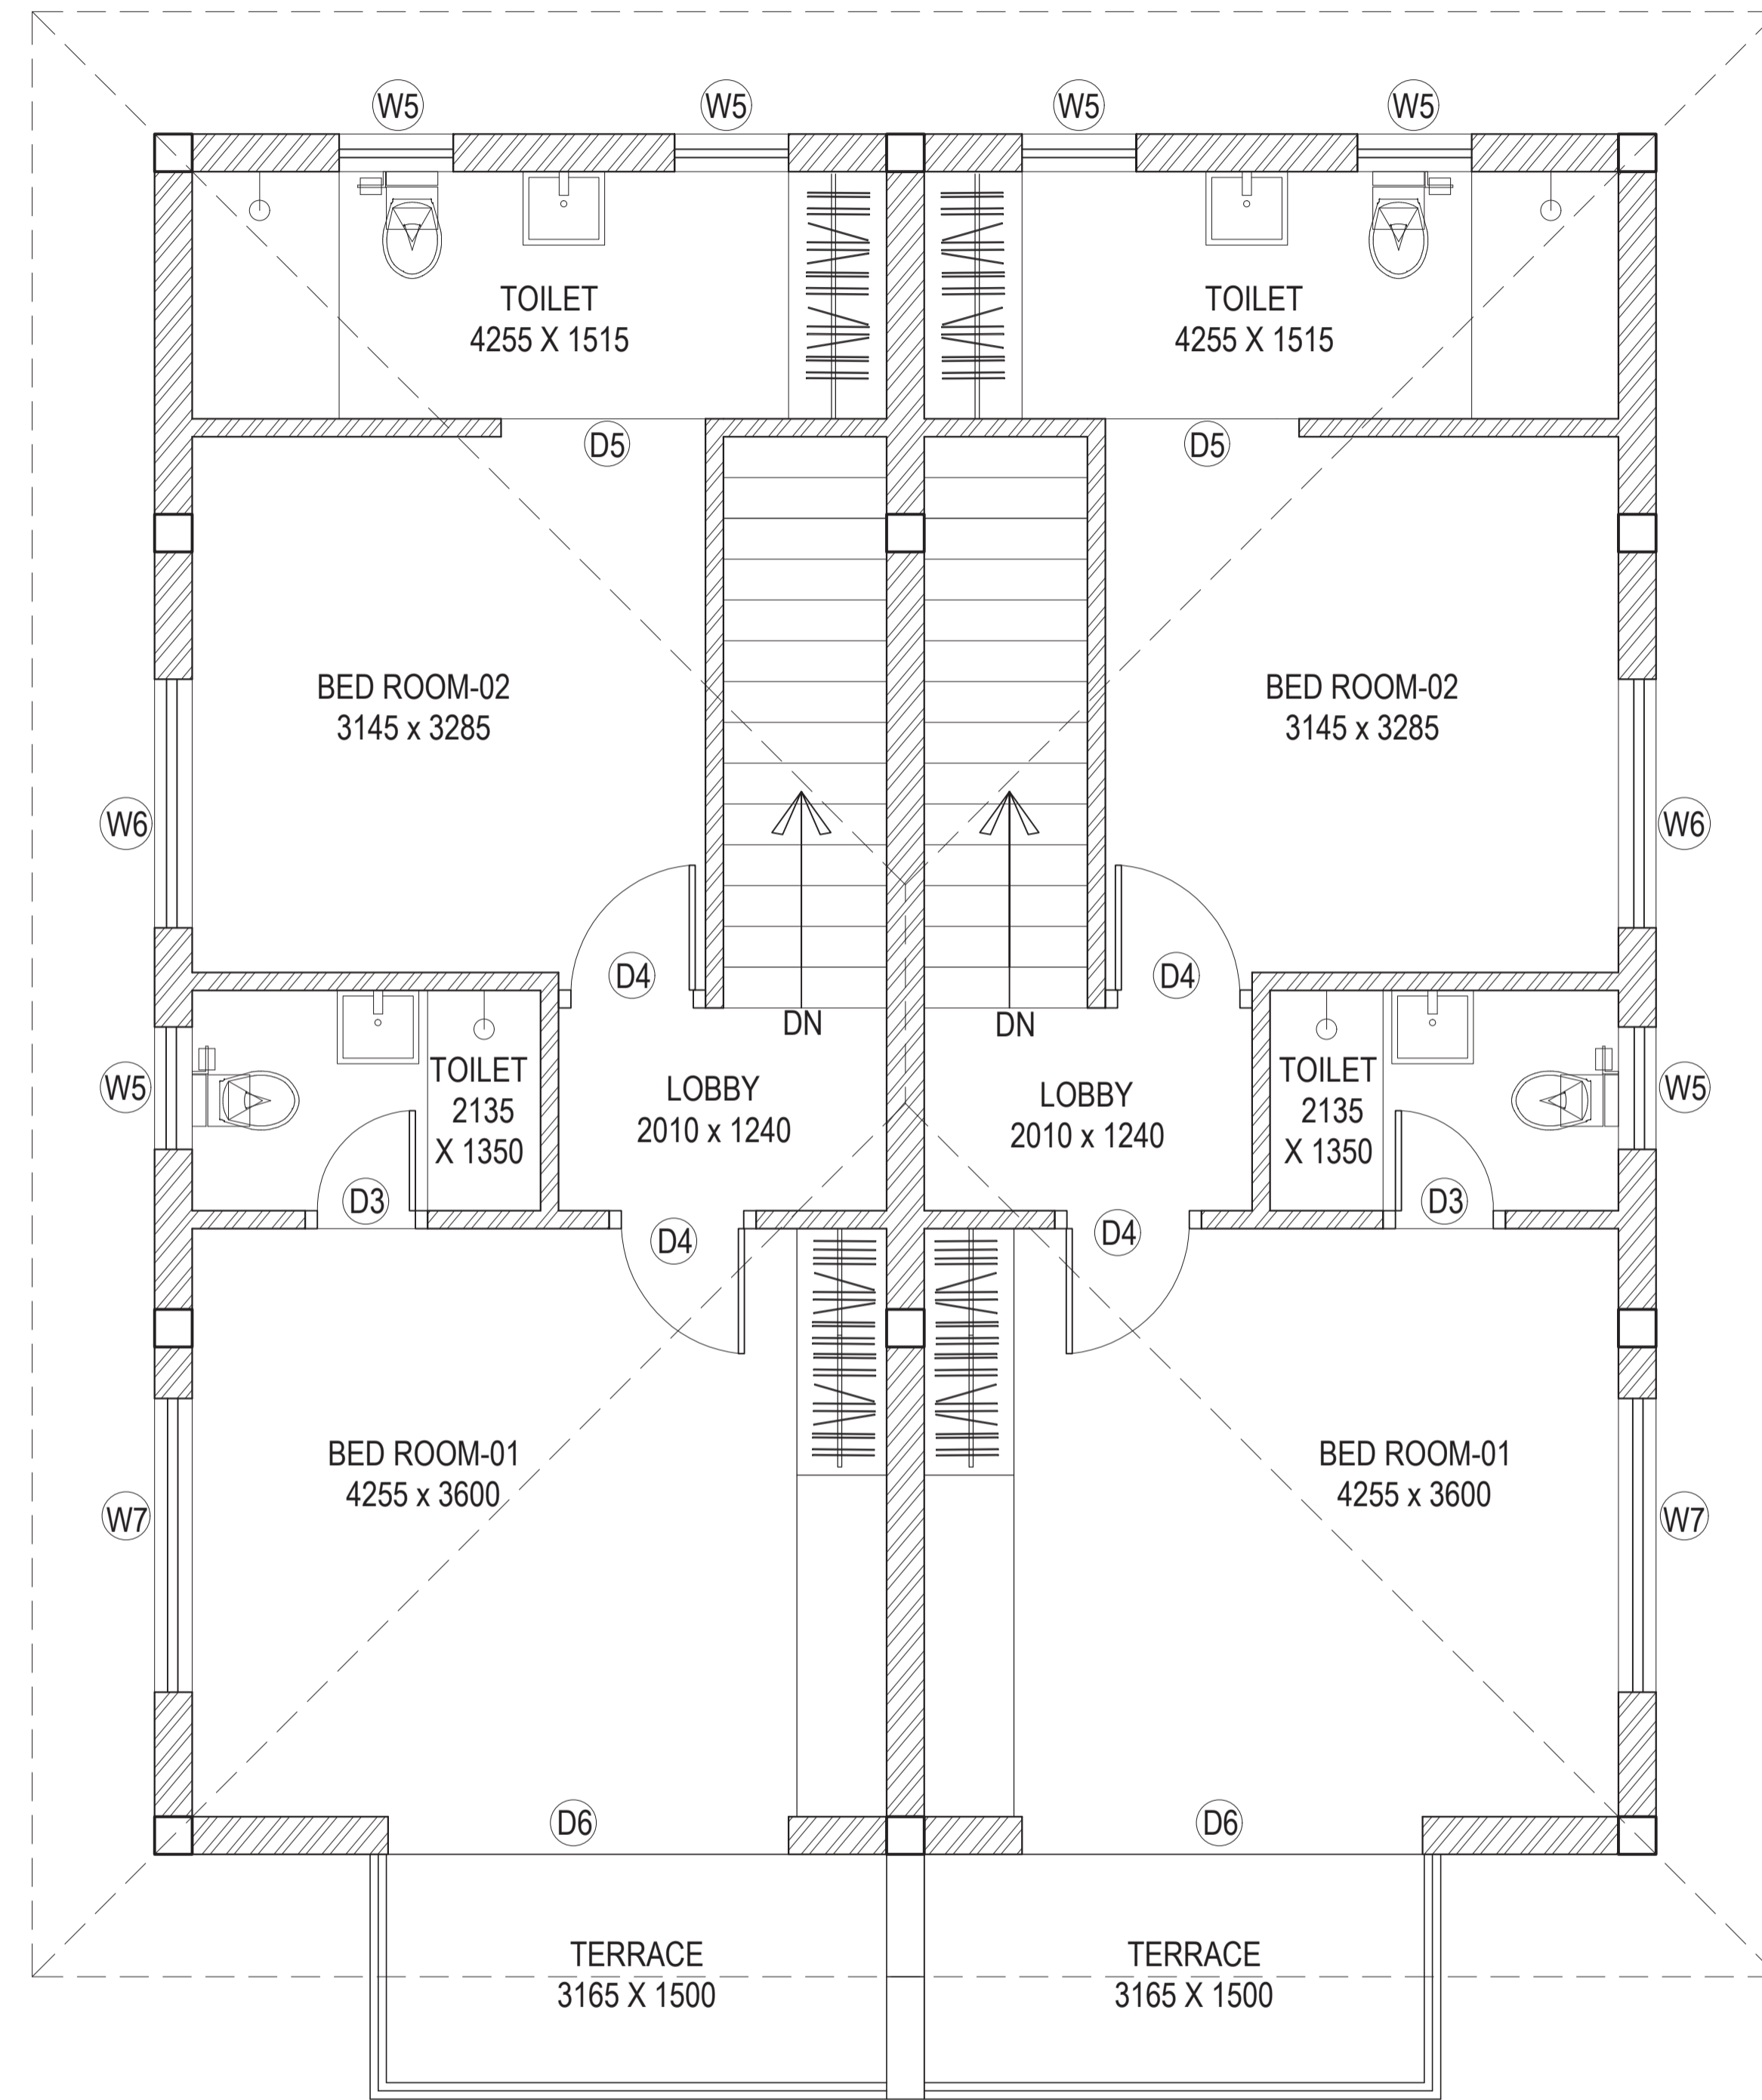 W5 W5 W5 W5
TOILET
4255 X 1515
TOILET
4255 X 1515
D5 D5
BED ROOM-02
3145 x 3285
BED ROOM-02
3145 x 3285
W6 W6
D4 D4
DN DN
TOILET
2135
X 1350
LOBBY
2010 x 1240
LOBBY
2010 x 1240
TOILET
2135
X 1350
W5 W5
D3 D3
D4 D4
BED ROOM-01
4255 x 3600
BED ROOM-01
4255 x 3600
W7 W7
D6 D6
TERRACE
3165 X 1500
TERRACE
3165 X 1500